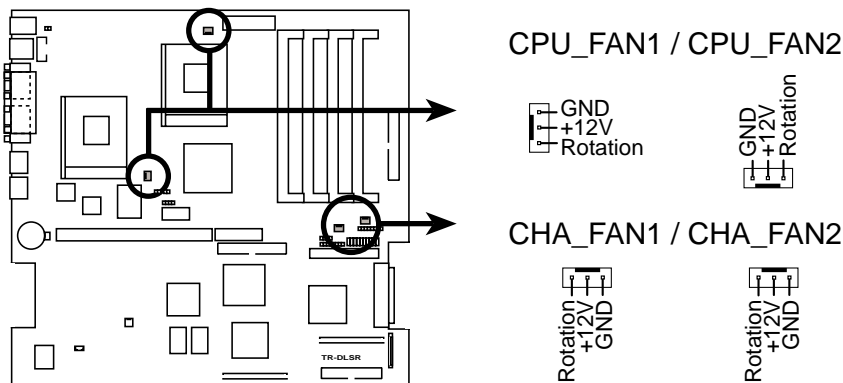 CPU_FAN1 / CPU_FAN2
GND
+12V
Rotation
GND
+12V
Rotation
CHA_FAN1 / CHA_FAN2
Rotation
+12V
GND
Rotation
+12V
GND
TR-DLSR